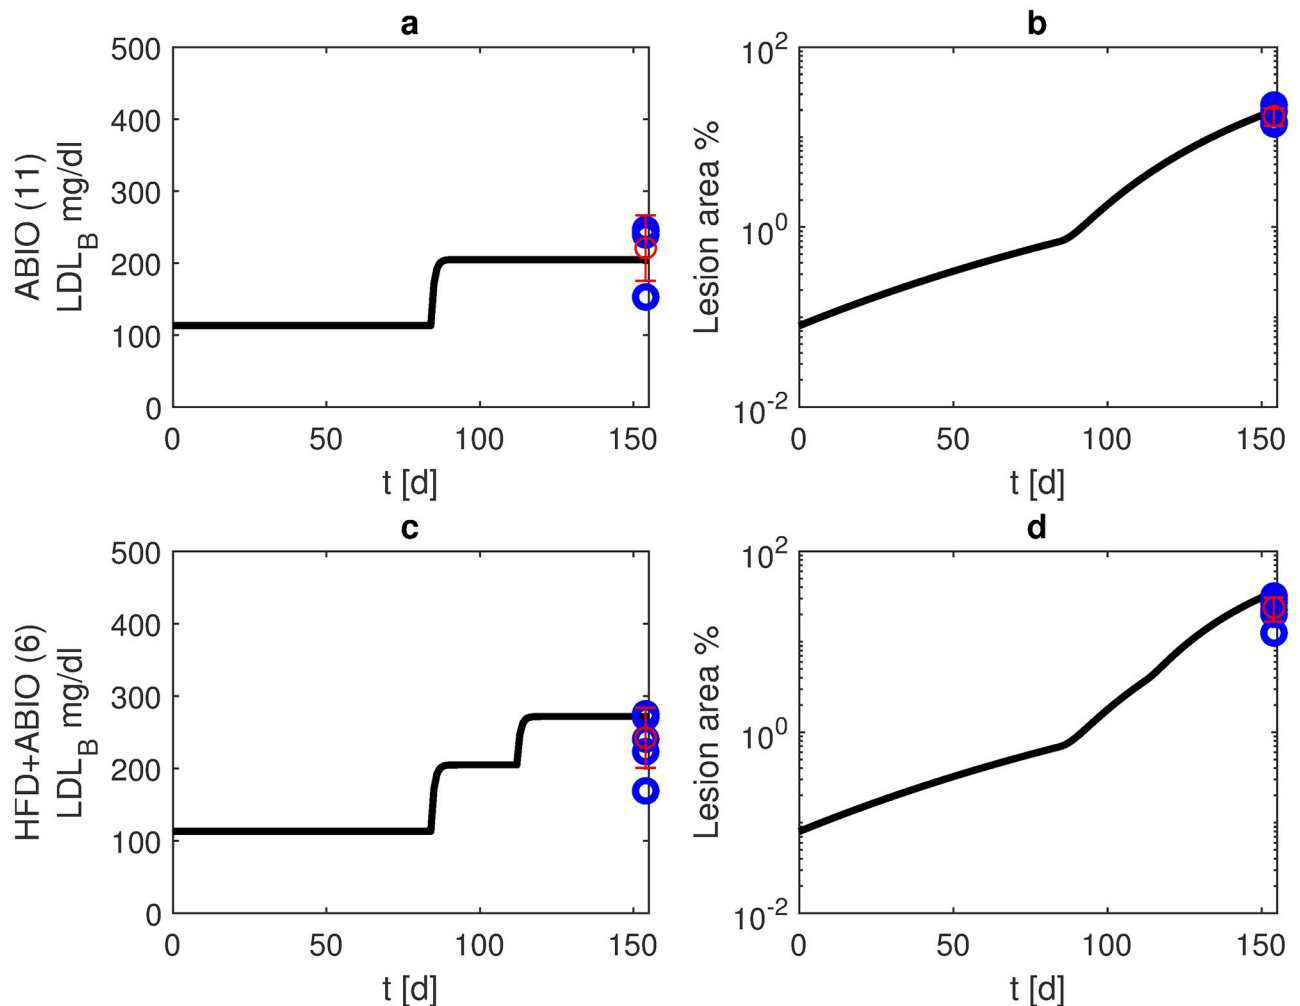 a
500
400
300
200
100
0
ABIO (11)
LDL_B mg/dl
0 50 100 150
t [d]
b
10^2
10^0
10^-2
Lesion area %
0 50 100 150
t [d]
c
500
400
300
200
100
0
HFD+ABIO (6)
LDL_B mg/dl
0 50 100 150
t [d]
d
10^2
10^0
10^-2
Lesion area %
0 50 100 150
t [d]